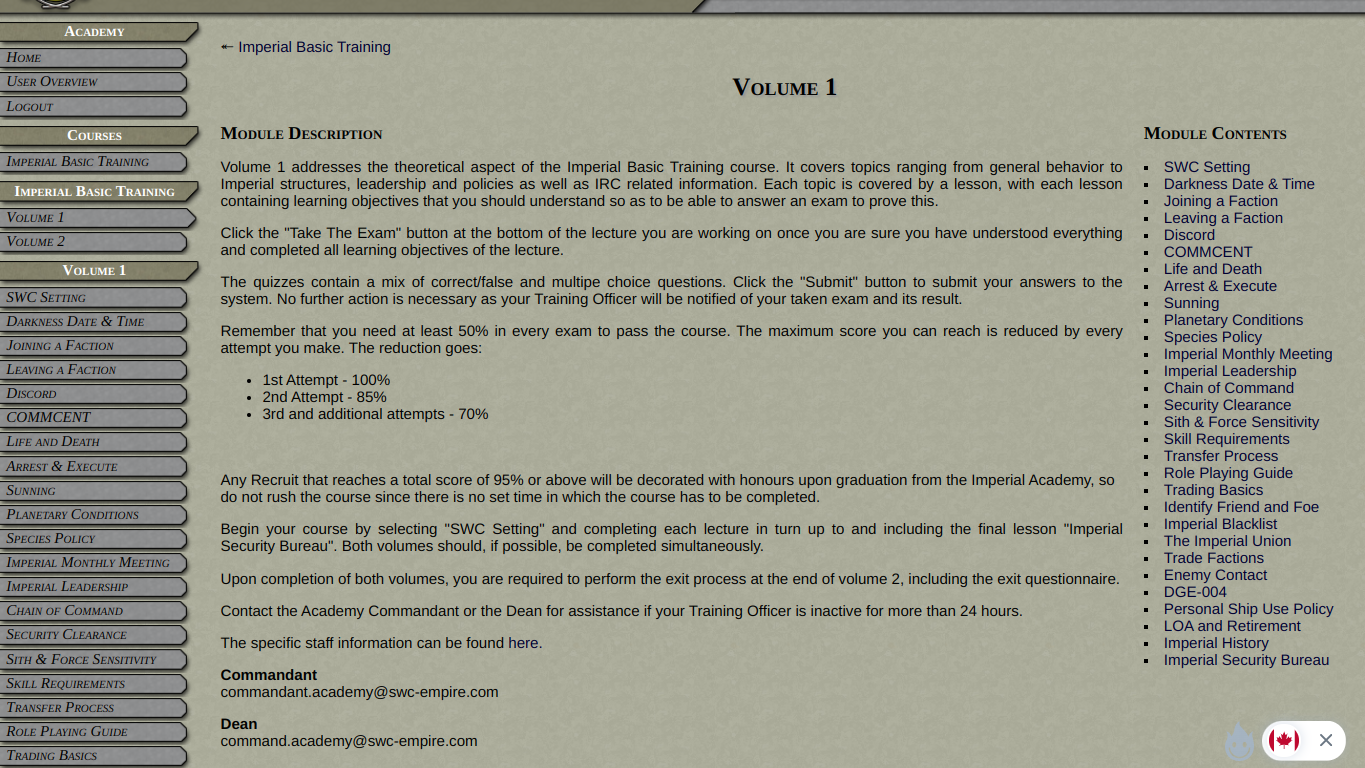 Academy
Home
User Overview
Logout
Courses
Imperial Basic Training
Imperial Basic Training
Volume 1
Volume 2
Volume 1
SWC Setting
Darkness Date & Time
Joining a Faction
Leaving a Faction
Discord
COMMCENT
Life and Death
Arrest & Execute
Sunning
Planetary Conditions
Species Policy
Imperial Monthly Meeting
Imperial Leadership
Chain of Command
Security Clearance
Sith & Force Sensitivity
Skill Requirements
Transfer Process
Role Playing Guide
Trading Basics
↞ Imperial Basic Training
Volume 1
Module Description
Volume 1 addresses the theoretical aspect of the Imperial Basic Training course. It covers topics ranging from general behavior to
Imperial structures, leadership and policies as well as IRC related information. Each topic is covered by a lesson, with each lesson
containing learning objectives that you should understand so as to be able to answer an exam to prove this.
Click the "Take The Exam" button at the bottom of the lecture you are working on once you are sure you have understood everything
and completed all learning objectives of the lecture.
The quizzes contain a mix of correct/false and multipe choice questions. Click the "Submit" button to submit your answers to the
system. No further action is necessary as your Training Officer will be notified of your taken exam and its result.
Remember that you need at least 50% in every exam to pass the course. The maximum score you can reach is reduced by every
attempt you make. The reduction goes:
• 1st Attempt - 100%
• 2nd Attempt - 85%
• 3rd and additional attempts - 70%
Any Recruit that reaches a total score of 95% or above will be decorated with honours upon graduation from the Imperial Academy, so
do not rush the course since there is no set time in which the course has to be completed.
Begin your course by selecting "SWC Setting" and completing each lecture in turn up to and including the final lesson "Imperial
Security Bureau". Both volumes should, if possible, be completed simultaneously.
Upon completion of both volumes, you are required to perform the exit process at the end of volume 2, including the exit questionnaire.
Contact the Academy Commandant or the Dean for assistance if your Training Officer is inactive for more than 24 hours.
The specific staff information can be found here.
Commandant
commandant.academy@swc-empire.com
Dean
command.academy@swc-empire.com
Module Contents
▪ SWC Setting
▪ Darkness Date & Time
▪ Joining a Faction
▪ Leaving a Faction
▪ Discord
▪ COMMCENT
▪ Life and Death
▪ Arrest & Execute
▪ Sunning
▪ Planetary Conditions
▪ Species Policy
▪ Imperial Monthly Meeting
▪ Imperial Leadership
▪ Chain of Command
▪ Security Clearance
▪ Sith & Force Sensitivity
▪ Skill Requirements
▪ Transfer Process
▪ Role Playing Guide
▪ Trading Basics
▪ Identify Friend and Foe
▪ Imperial Blacklist
▪ The Imperial Union
▪ Trade Factions
▪ Enemy Contact
▪ DGE-004
▪ Personal Ship Use Policy
▪ LOA and Retirement
▪ Imperial History
▪ Imperial Security Bureau